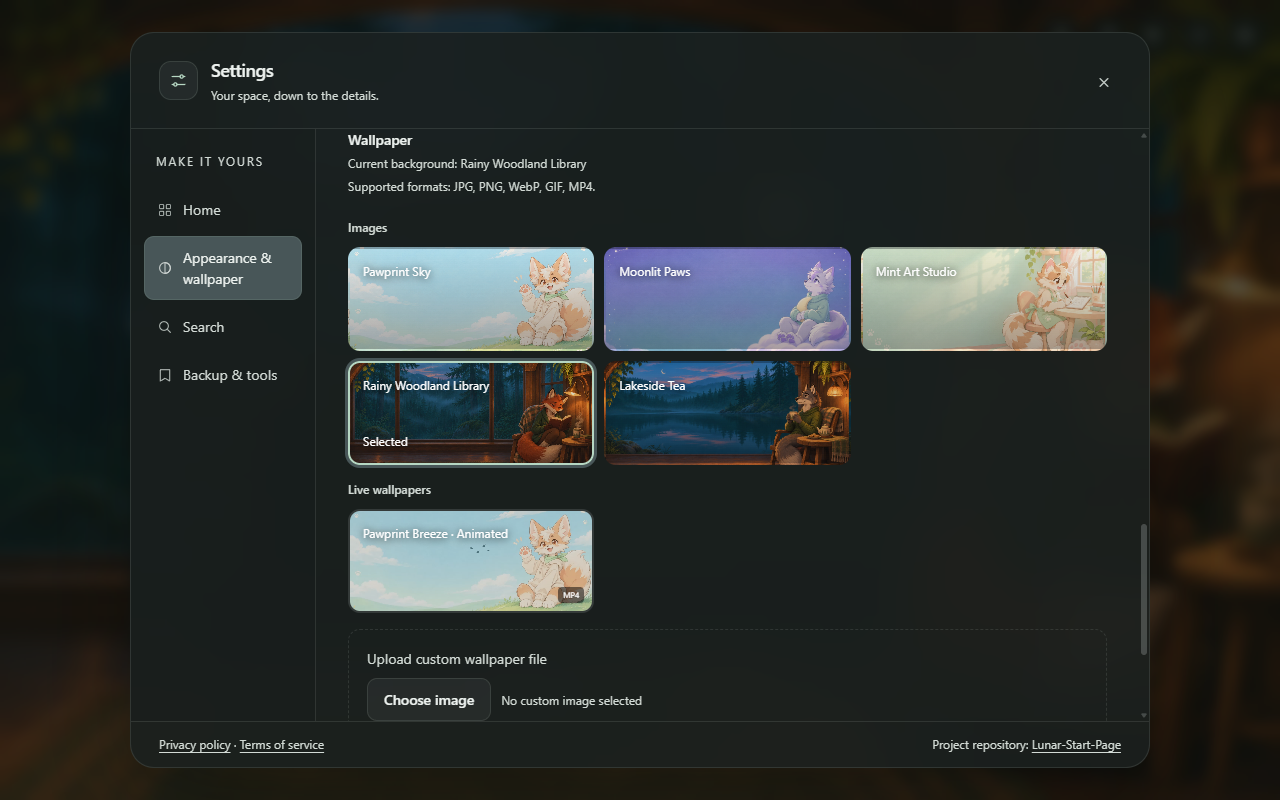 Settings
Your space, down to the details.
MAKE IT YOURS
Home
Appearance &
wallpaper
Search
Backup & tools
Wallpaper
Current background: Rainy Woodland Library
Supported formats: JPG, PNG, WebP, GIF, MP4.
Images
Pawprint Sky
Moonlit Paws
Mint Art Studio
Rainy Woodland Library
Selected
Lakeside Tea
Live wallpapers
Pawprint Breeze · Animated
MP4
Upload custom wallpaper file
Choose image
No custom image selected
Privacy policy · Terms of service
Project repository: Lunar-Start-Page